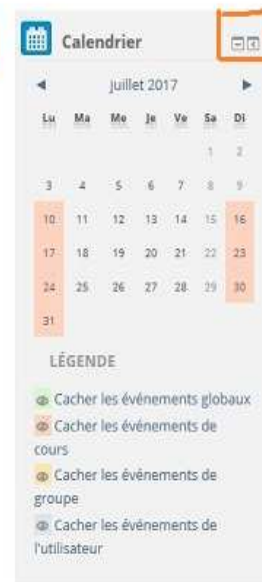 Calendrier
juillet 2017
Lu Ma Me Je Ve Sa Di
1 2
3 4 5 6 7 8 9
10 11 12 13 14 15 16
17 18 19 20 21 22 23
24 25 26 27 28 29 30
31
LÉGENDE
Cacher les événements globaux
Cacher les événements de
cours
Cacher les événements de
groupe
Cacher les événements de
l'utilisateur